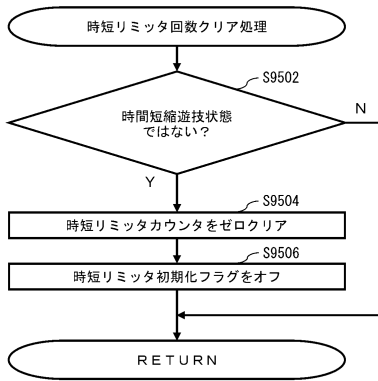 時短リミッタ回数クリア処理
S9502
時間短縮遊技状態
ではない？
N
Y
S9504
時短リミッタカウンタをゼロクリア
S9506
時短リミッタ初期化フラグをオフ
RETURN